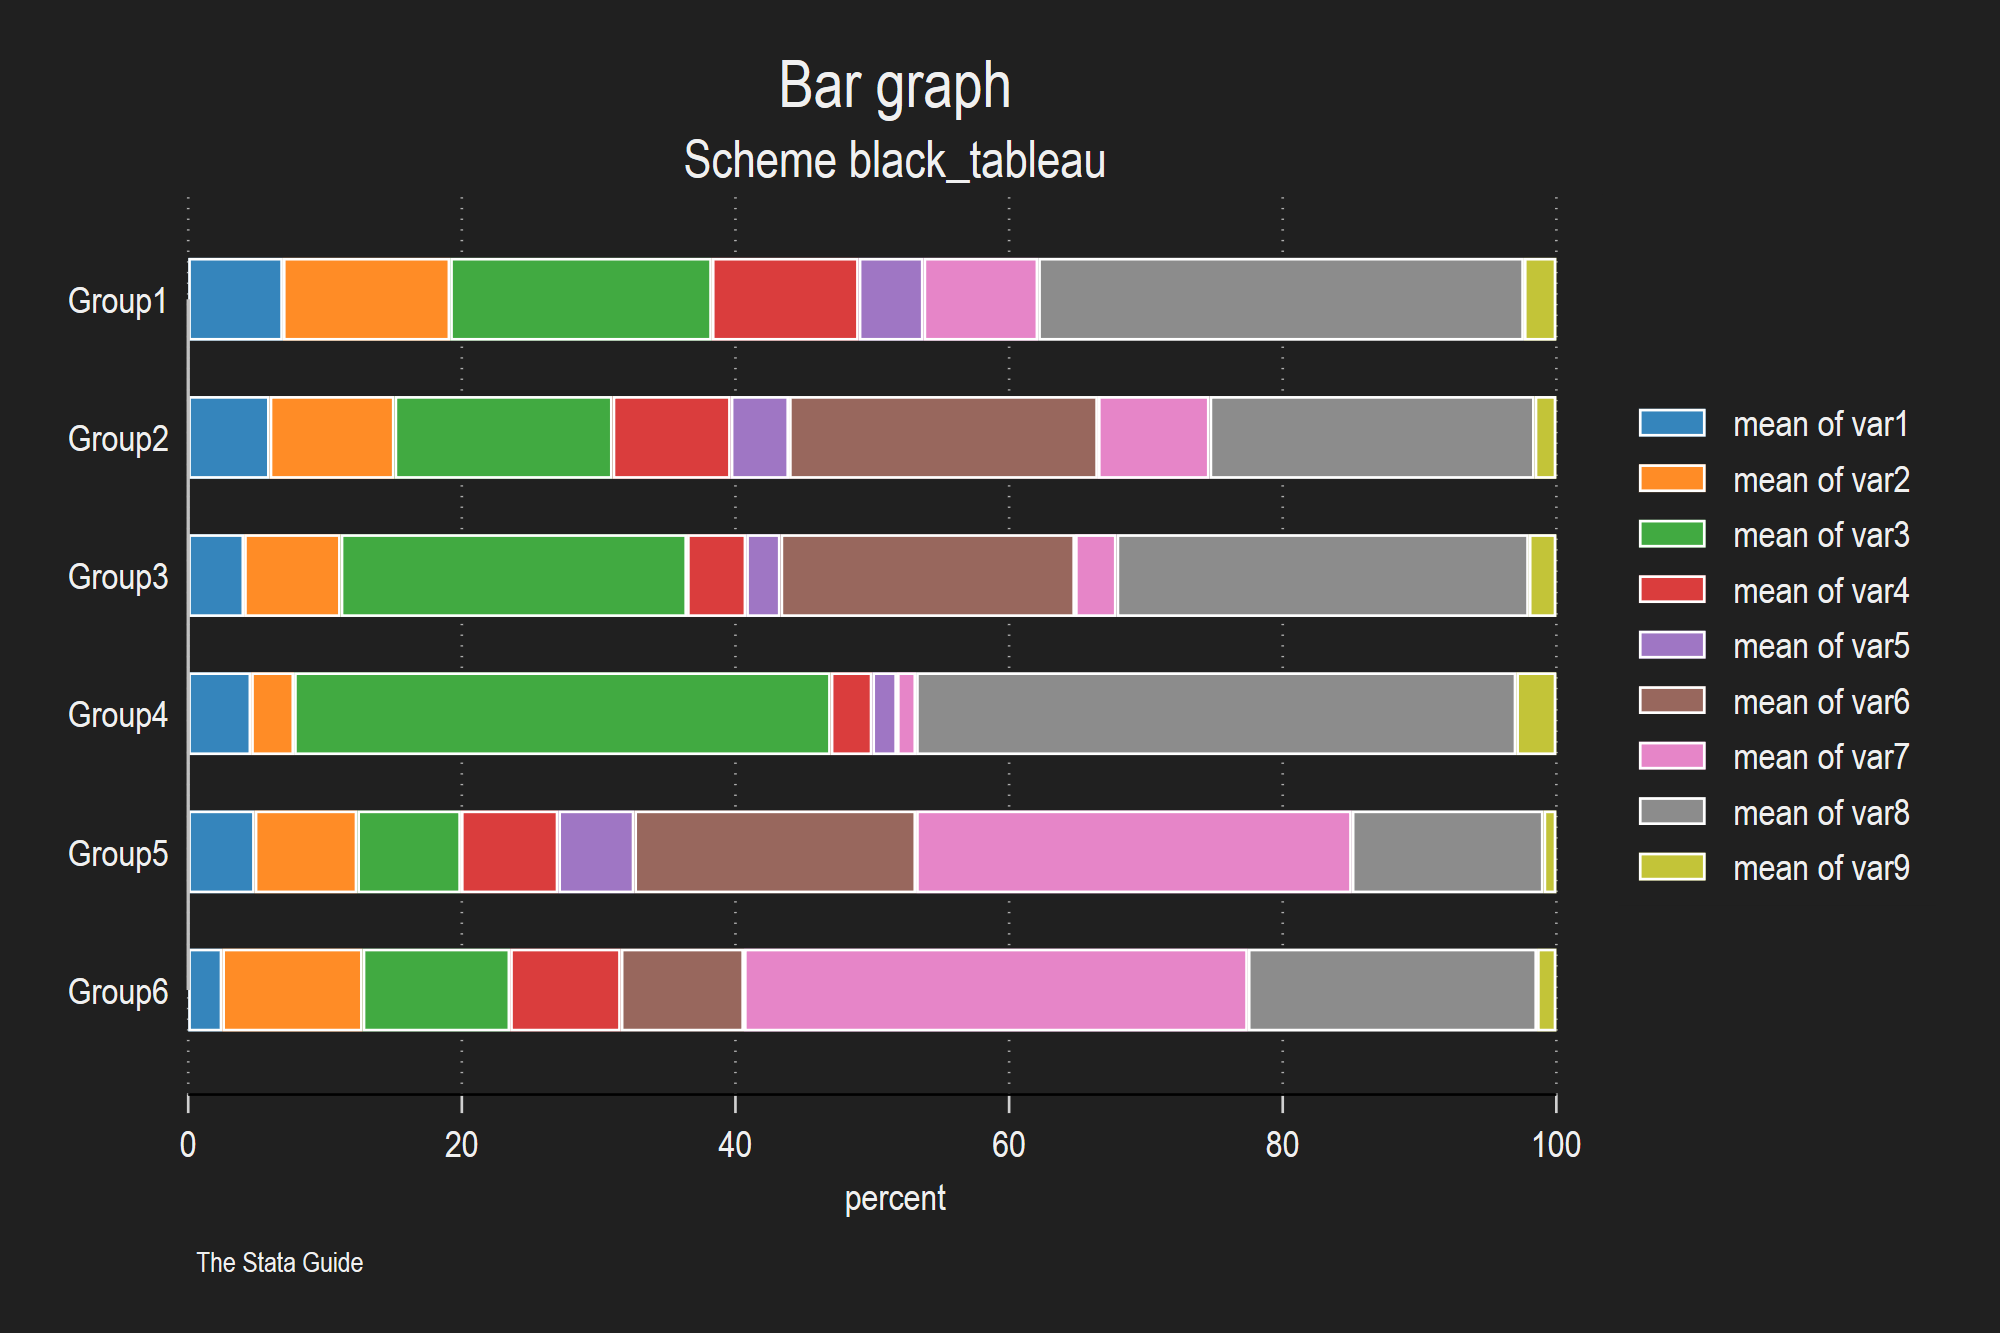 Bar graph
Scheme black_tableau
Group1
Group2
Group3
Group4
Group5
Group6
0 20 40 60 80 100
percent
mean of var1
mean of var2
mean of var3
mean of var4
mean of var5
mean of var6
mean of var7
mean of var8
mean of var9
The Stata Guide